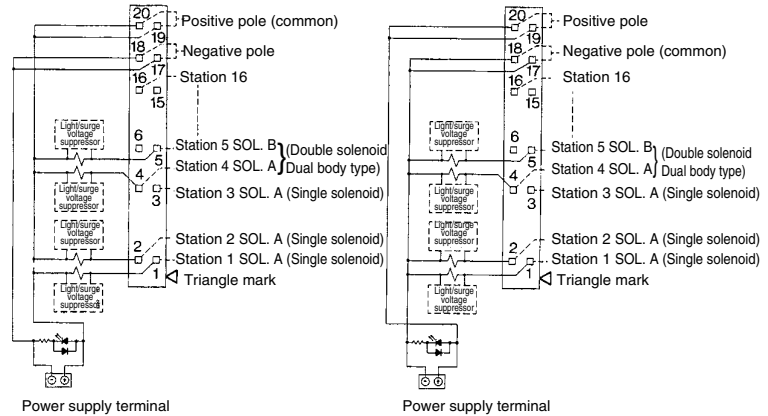 20 Positive pole (common)
19
18 Negative pole
17
16 Station 16
15
Light/surge
voltage
suppressor
6
Station 5 SOL. B
5
4 Station 4 SOL. A
(Double solenoid
Dual body type)
Light/surge
voltage
suppressor
Station 3 SOL. A (Single solenoid)
3
Light/surge
voltage
suppressor
2 Station 2 SOL. A (Single solenoid)
Station 1 SOL. A (Single solenoid)
1
Triangle mark
Light/surge
voltage
suppressor
Power supply terminal
20 Positive pole
19
18 Negative pole (common)
17
16 Station 16
15
Light/surge
voltage
suppressor
6
Station 5 SOL. B
5
4 Station 4 SOL. A
(Double solenoid
Dual body type)
Light/surge
voltage
suppressor
Station 3 SOL. A (Single solenoid)
3
Light/surge
voltage
suppressor
2 Station 2 SOL. A (Single solenoid)
Station 1 SOL. A (Single solenoid)
1
Triangle mark
Light/surge
voltage
suppressor
Power supply terminal